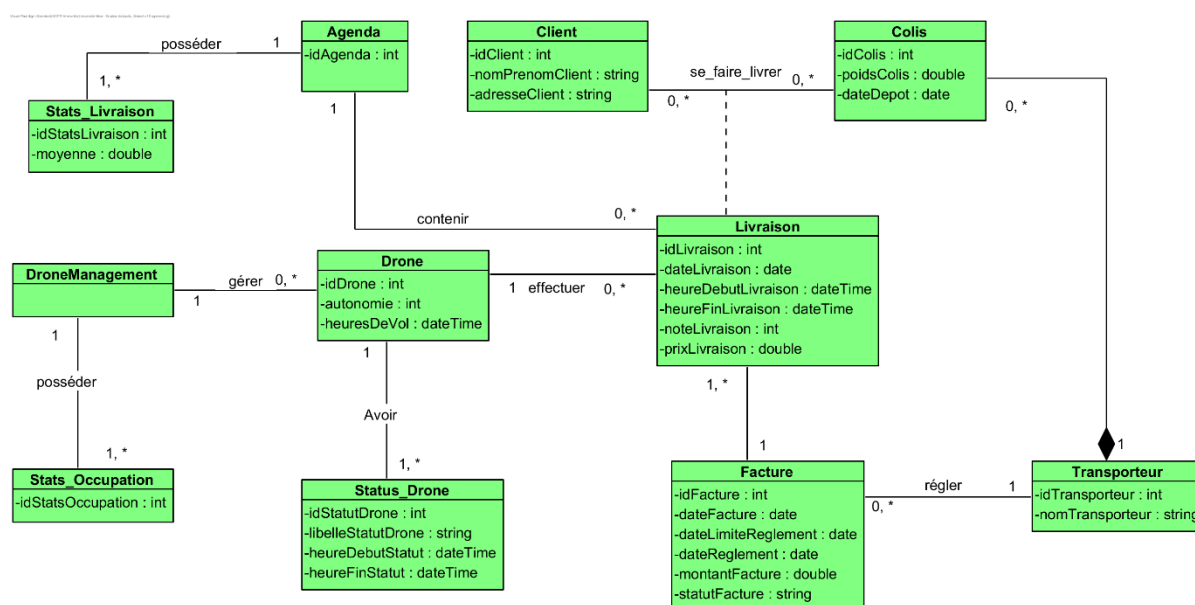 Agenda
-idAgenda : int
posséder
1
1, *
1
Stats_Livraison
-idStatsLivraison : int
-moyenne : double
Client
-idClient : int
-nomPrenomClient : string
-adresseClient : string
se_faire_livrer
0, *
0, *
Colis
-idColis : int
-poidsColis : double
-dateDepot : date
0, *
contenir
0, *
Livraison
-idLivraison : int
-dateLivraison : date
-heureDebutLivraison : dateTime
-heureFinLivraison : dateTime
-noteLivraison : int
-prixLivraison : double
DroneManagement
gérer
0, *
1
1
Drone
-idDrone : int
-autonomie : int
-heuresDeVol : dateTime
1
effectuer
0, *
1
posséder
1, *
Avoir
1, *
1, *
1
1
Stats_Occupation
-idStatsOccupation : int
Status_Drone
-idStatutDrone : int
-libelleStatutDrone : string
-heureDebutStatut : dateTime
-heureFinStatut : dateTime
Facture
-idFacture : int
-dateFacture : date
-dateLimiteReglement : date
-dateReglement : date
-montantFacture : double
-statutFacture : string
régler
0, *
1
Transporteur
-idTransporteur : int
-nomTransporteur : string